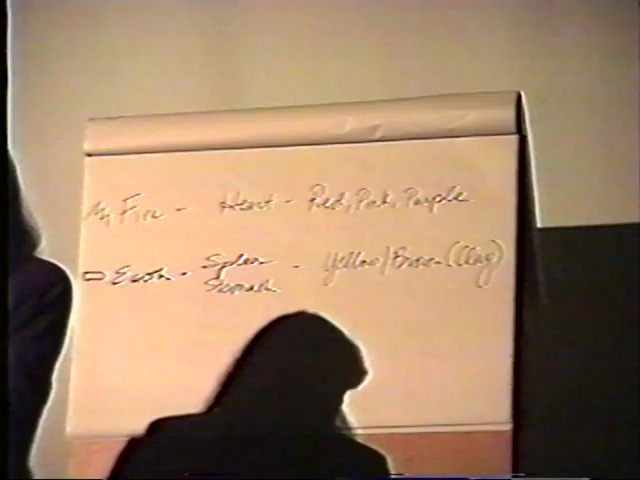 Fire - Heart - Red, Pink, Purple
Earth - Spleen - Yellow/Brown (Clay)
Stomach